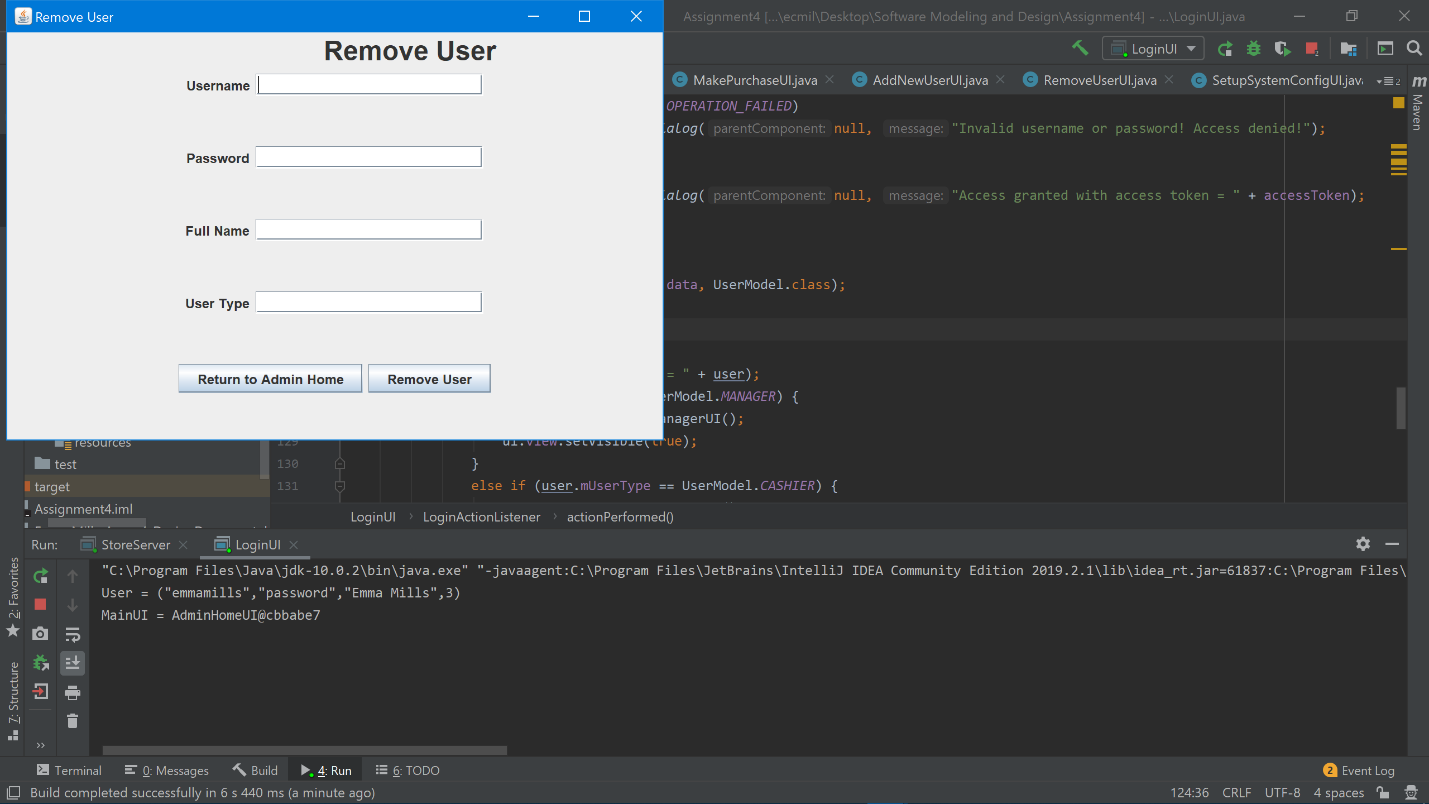 Remove User
Assignment4 [...\ecmil\Desktop\Software Modeling and Design\Assignment4] - ...\LoginUI.java
Remove User
Username
Password
Full Name
User Type
Return to Admin Home
Remove User
LoginUI
MakePurchaseUI.java
AddNewUserUI.java
RemoveUserUI.java
SetupSystemConfigUI.java
2
m
Maven
OPERATION_FAILED)
alog( parentComponent: null, message: "Invalid username or password! Access denied!");
alog( parentComponent: null, message: "Access granted with access token = " + accessToken);
data, UserModel.class);
= " + user);
erModel.MANAGER) {
anagerUI();
129 ui.view.setVisible(true);
130 }
131 else if (user.mUserType == UserModel.CASHIER) {
resources
test
target
Assignment4.iml
LoginUI > LoginActionListener > actionPerformed()
Run: StoreServer LoginUI
"C:\Program Files\Java\jdk-10.0.2\bin\java.exe" "-javaagent:C:\Program Files\JetBrains\IntelliJ IDEA Community Edition 2019.2.1\lib\idea_rt.jar=61837:C:\Program Files\
User = ("emmamills","password","Emma Mills",3)
MainUI = AdminHomeUI@cbbabe7
2: Favorites
7: Structure
Terminal 0: Messages Build 4: Run 6: TODO
2 Event Log
Build completed successfully in 6 s 440 ms (a minute ago)
124:36 CRLF UTF-8 4 spaces